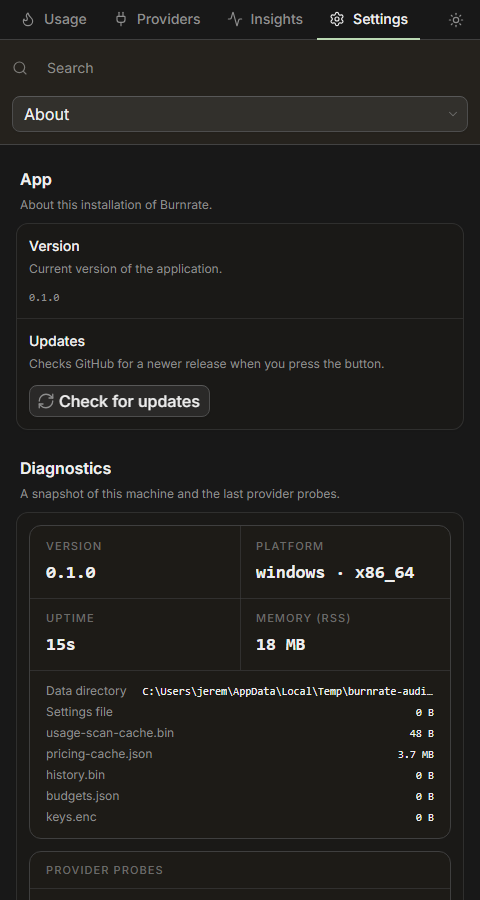 Usage Providers Insights Settings
Search
About
App
About this installation of Burnrate.
Version
Current version of the application.
0.1.0
Updates
Checks GitHub for a newer release when you press the button.
Check for updates
Diagnostics
A snapshot of this machine and the last provider probes.
VERSION PLATFORM
0.1.0 windows · x86_64
UPTIME MEMORY (RSS)
15s 18 MB
Data directory C:\Users\jerem\AppData\Local\Temp\burnrate-audi…
Settings file 0 B
usage-scan-cache.bin 48 B
pricing-cache.json 3.7 MB
history.bin 0 B
budgets.json 0 B
keys.enc 0 B
PROVIDER PROBES